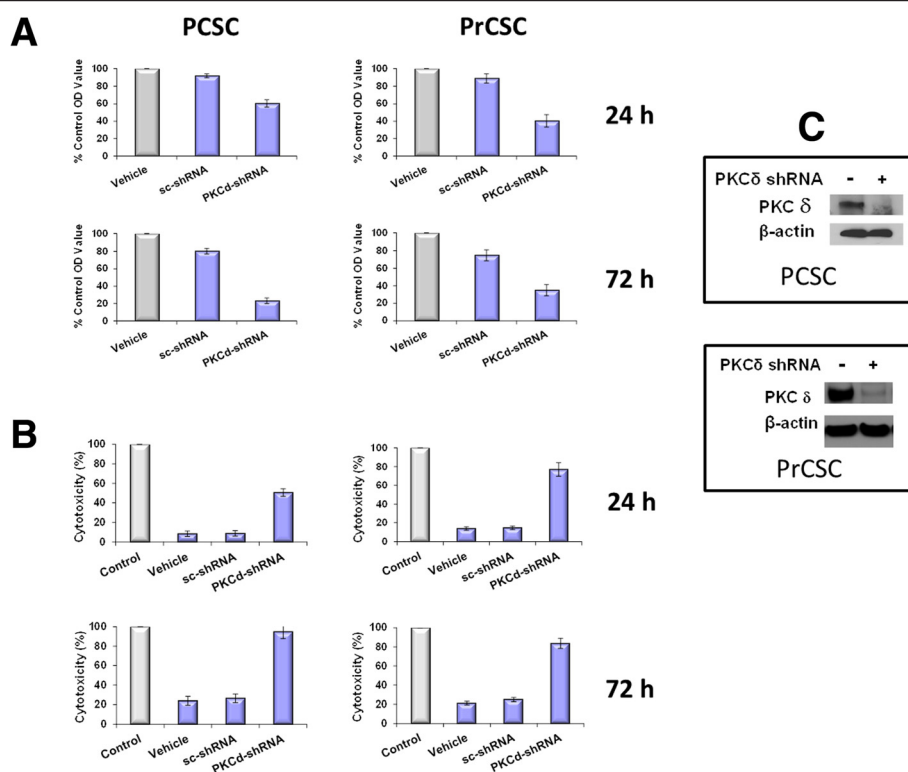 A
PCSC
PrCSC
% Control OD Value
100
80
60
40
20
0
Vehicle
sc-shRNA
PKCd-shRNA
% Control OD Value
100
80
60
40
20
0
Vehicle
sc-shRNA
PKCd-shRNA
24 h
% Control OD Value
100
80
60
40
20
0
Vehicle
sc-shRNA
PKCd-shRNA
% Control OD Value
100
80
60
40
20
0
Vehicle
sc-shRNA
PKCd-shRNA
72 h
B
Cytotoxicity (%)
100
80
60
40
20
0
Control
Vehicle
sc-shRNA
PKCd-shRNA
Cytotoxicity (%)
100
80
60
40
20
0
Control
Vehicle
sc-shRNA
PKCd-shRNA
24 h
Cytotoxicity (%)
100
80
60
40
20
0
Control
Vehicle
sc-shRNA
PKCd-shRNA
Cytotoxicity (%)
100
80
60
40
20
0
Control
Vehicle
sc-shRNA
PKCd-shRNA
72 h
C
PKCδ shRNA - +
PKC δ
β-actin
PCSC
PKCδ shRNA - +
PKC δ
β-actin
PrCSC